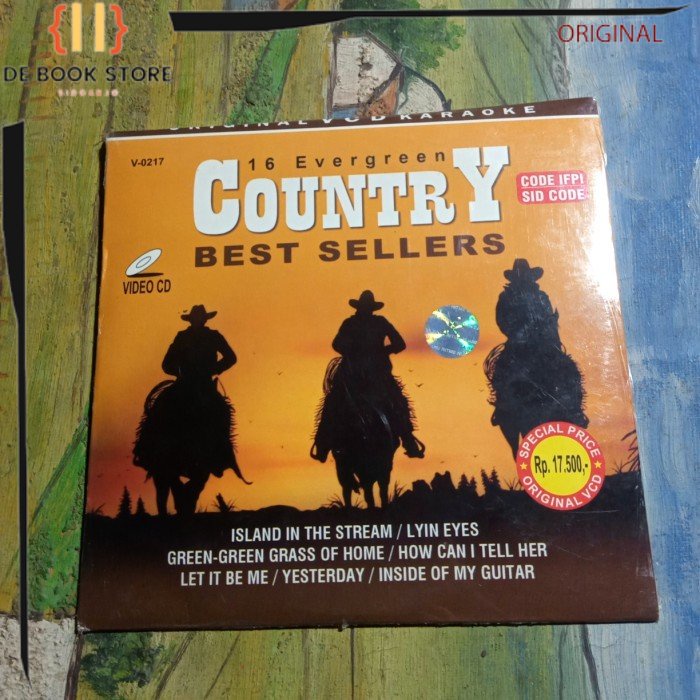 DE BOOK STORE
SIDOARJO
ORIGINAL
ORIGINAL VCD KARAOKE
V-0217
16 Evergreen
COUNTRY
BEST SELLERS
CODE IFPI
SID CODE
VIDEO CD
SPECIAL PRICE
Rp. 17.500,-
ORIGINAL VCD
ISLAND IN THE STREAM / LYIN EYES
GREEN-GREEN GRASS OF HOME / HOW CAN I TELL HER
LET IT BE ME / YESTERDAY / INSIDE OF MY GUITAR